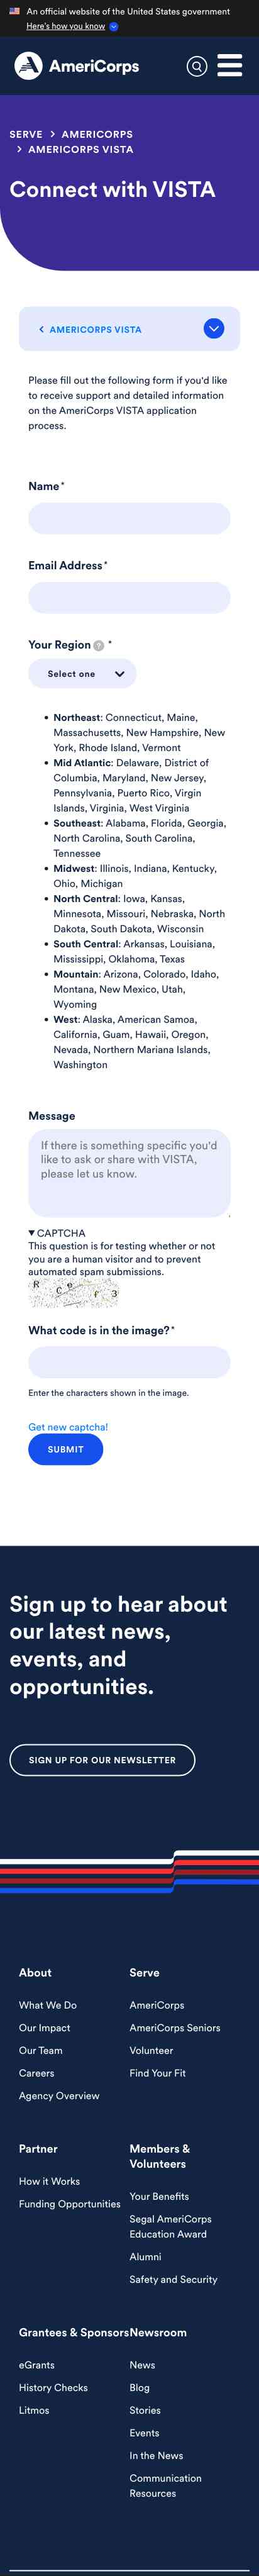 An official website of the United States government
Here's how you know
AmeriCorps
SERVE > AMERICORPS
> AMERICORPS VISTA
Connect with VISTA
< AMERICORPS VISTA
Please fill out the following form if you'd like
to receive support and detailed information
on the AmeriCorps VISTA application
process.
Name*
Email Address*
Your Region ? *
Select one
• Northeast: Connecticut, Maine,
Massachusetts, New Hampshire, New
York, Rhode Island, Vermont
• Mid Atlantic: Delaware, District of
Columbia, Maryland, New Jersey,
Pennsylvania, Puerto Rico, Virgin
Islands, Virginia, West Virginia
• Southeast: Alabama, Florida, Georgia,
North Carolina, South Carolina,
Tennessee
• Midwest: Illinois, Indiana, Kentucky,
Ohio, Michigan
• North Central: Iowa, Kansas,
Minnesota, Missouri, Nebraska, North
Dakota, South Dakota, Wisconsin
• South Central: Arkansas, Louisiana,
Mississippi, Oklahoma, Texas
• Mountain: Arizona, Colorado, Idaho,
Montana, New Mexico, Utah,
Wyoming
• West: Alaska, American Samoa,
California, Guam, Hawaii, Oregon,
Nevada, Northern Mariana Islands,
Washington
Message
If there is something specific you'd
like to ask or share with VISTA,
please let us know.
▼ CAPTCHA
This question is for testing whether or not
you are a human visitor and to prevent
automated spam submissions.
What code is in the image?*
Enter the characters shown in the image.
Get new captcha!
SUBMIT
Sign up to hear about
our latest news,
events, and
opportunities.
SIGN UP FOR OUR NEWSLETTER
About
What We Do
Our Impact
Our Team
Careers
Agency Overview
Serve
AmeriCorps
AmeriCorps Seniors
Volunteer
Find Your Fit
Partner
How it Works
Funding Opportunities
Members &
Volunteers
Your Benefits
Segal AmeriCorps
Education Award
Alumni
Safety and Security
Grantees & Sponsors
eGrants
History Checks
Litmos
Newsroom
News
Blog
Stories
Events
In the News
Communication
Resources